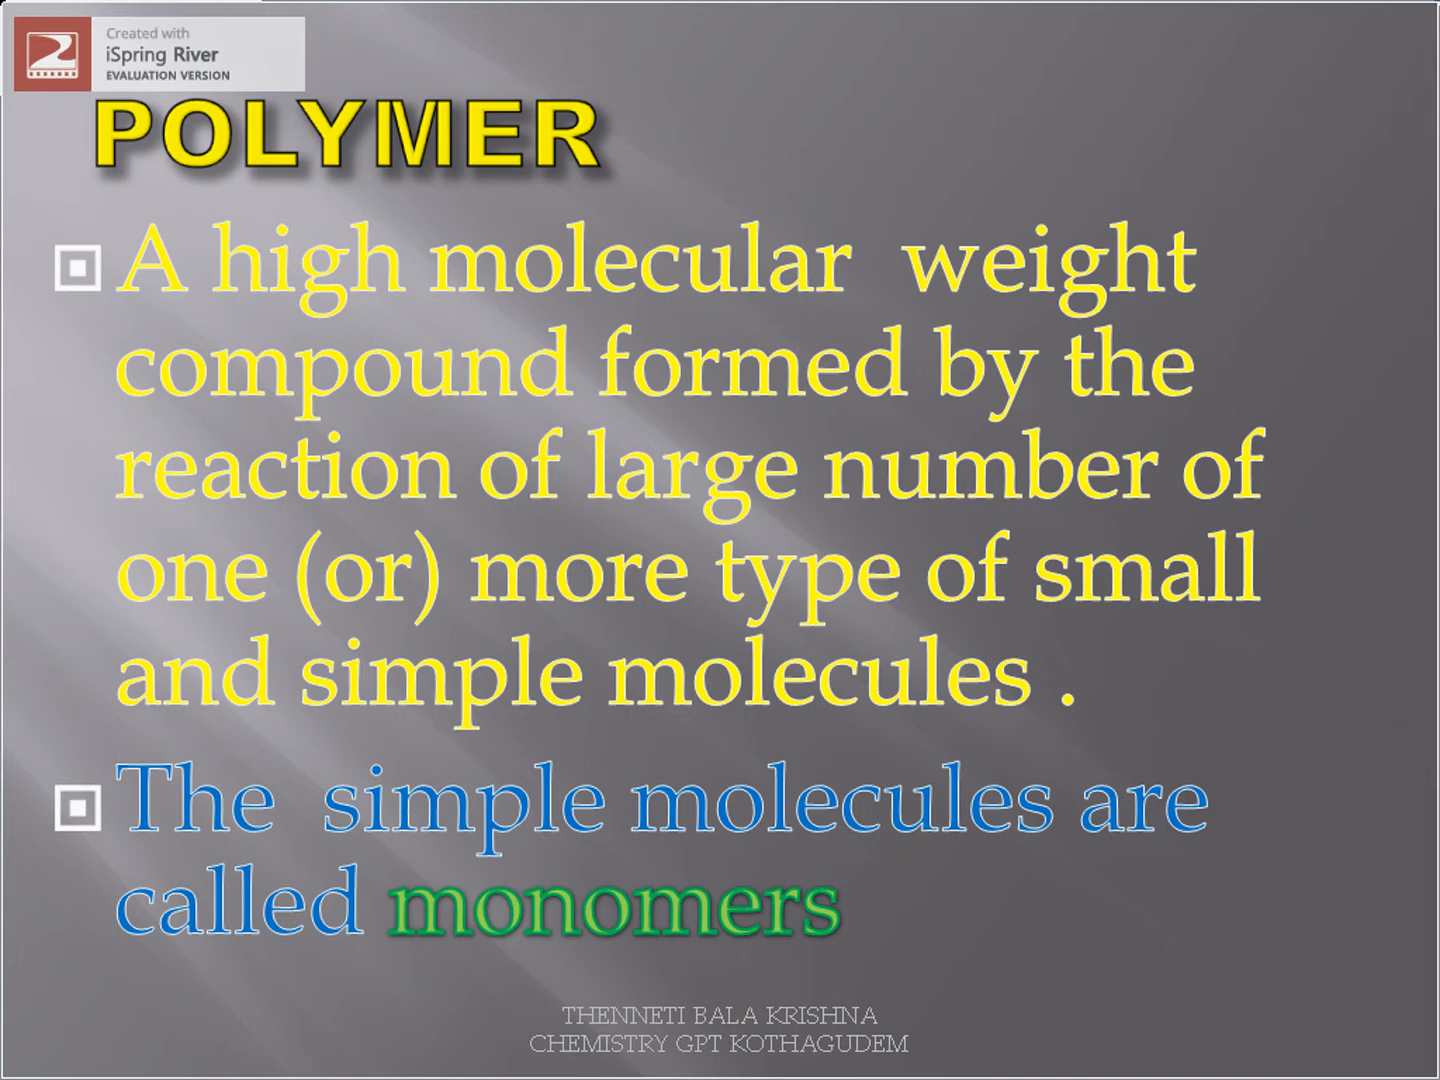 Created with
iSpring River
EVALUATION VERSION
POLYMER
A high molecular weight
compound formed by the
reaction of large number of
one (or) more type of small
and simple molecules .
The simple molecules are
called monomers
THENNETI BALA KRISHNA
CHEMISTRY GPT KOTHAGUDEM